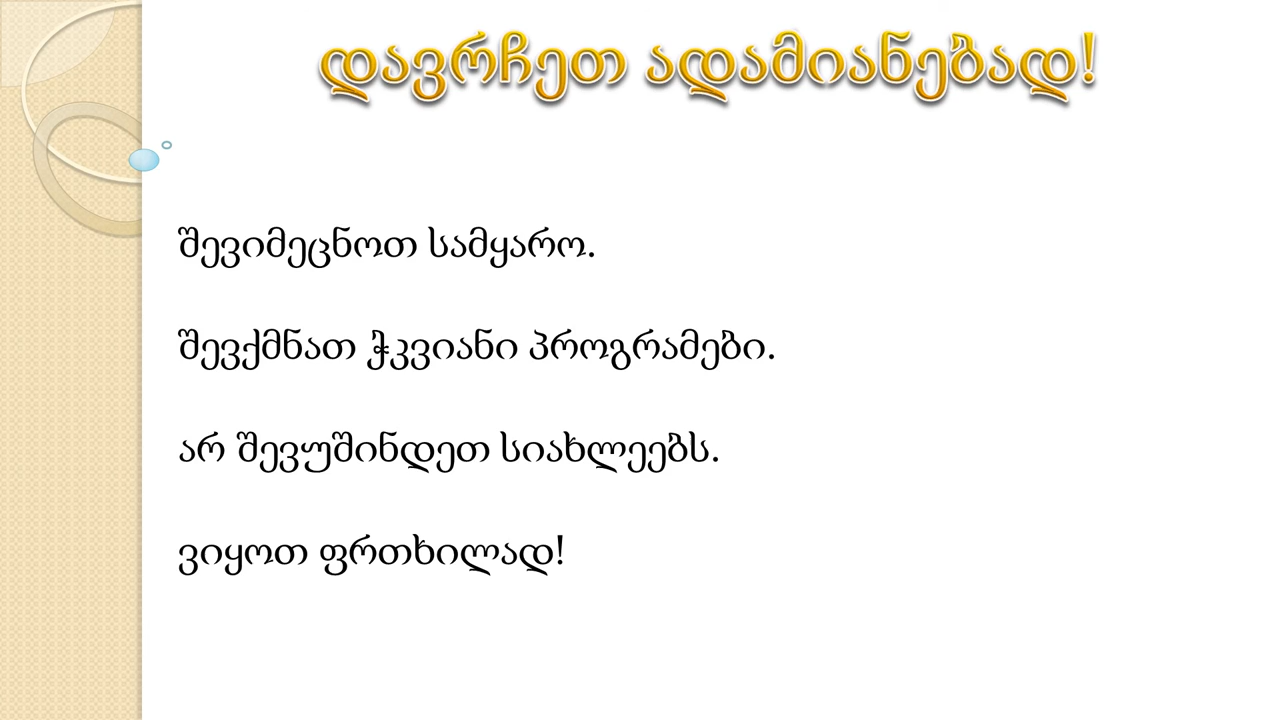 დავრჩეთ ადამიანებად!
შევიმეცნოთ სამყარო.
შევქმნათ ჭკვიანი პროგრამები.
არ შევუშინდეთ სიახლეებს.
ვიყოთ ფრთხილად!